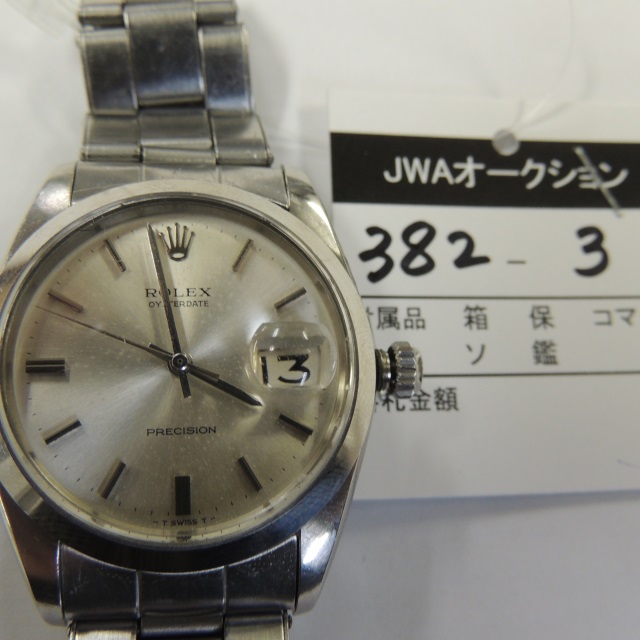 ROLEX
OYSTERDATE
13
PRECISION
T SWISS T
JWAオークション
382-3
属品 箱 保 コマ
ソ 鑑
札金額